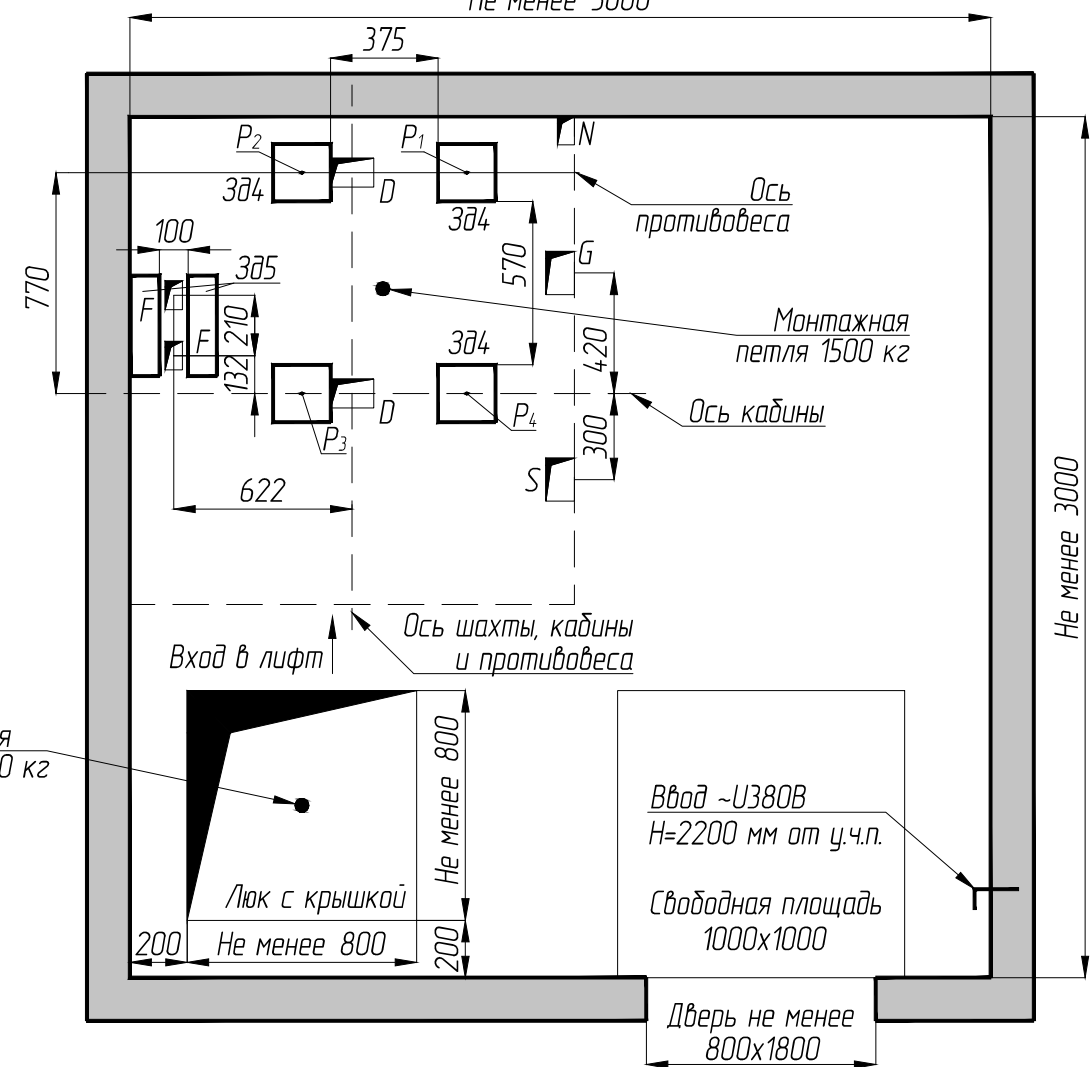 Не менее 3000
375
P₂
P₁
N
Зд4
D
Зд4
Ось
противовеса
100
770
Зд5
570
G
F
F
210
132
Зд4
420
Монтажная
петля 1500 кг
Ось кабины
D
P₃
P₄
300
S
622
Не менее 3000
Ось шахты, кабины
и противовеса
Вход в лифт
я
0 кг
Не менее 800
Ввод ~U380В
H=2200 мм от у.ч.п.
Люк с крышкой
Свободная площадь
1000х1000
200
Не менее 800
200
Дверь не менее
800х1800